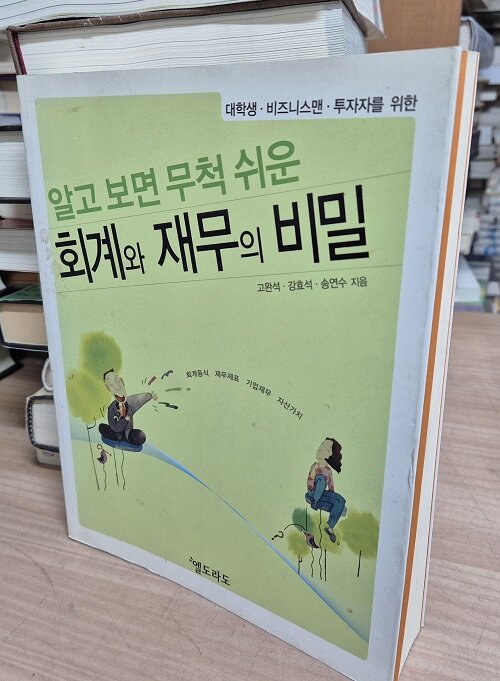 대학생 · 비즈니스맨 · 투자자를 위한
알고 보면 무척 쉬운
회계와 재무의 비밀
고완석 · 강효석 · 송연수 지음
회계등식 재무제표 기업재무 자산가치
엘도라도